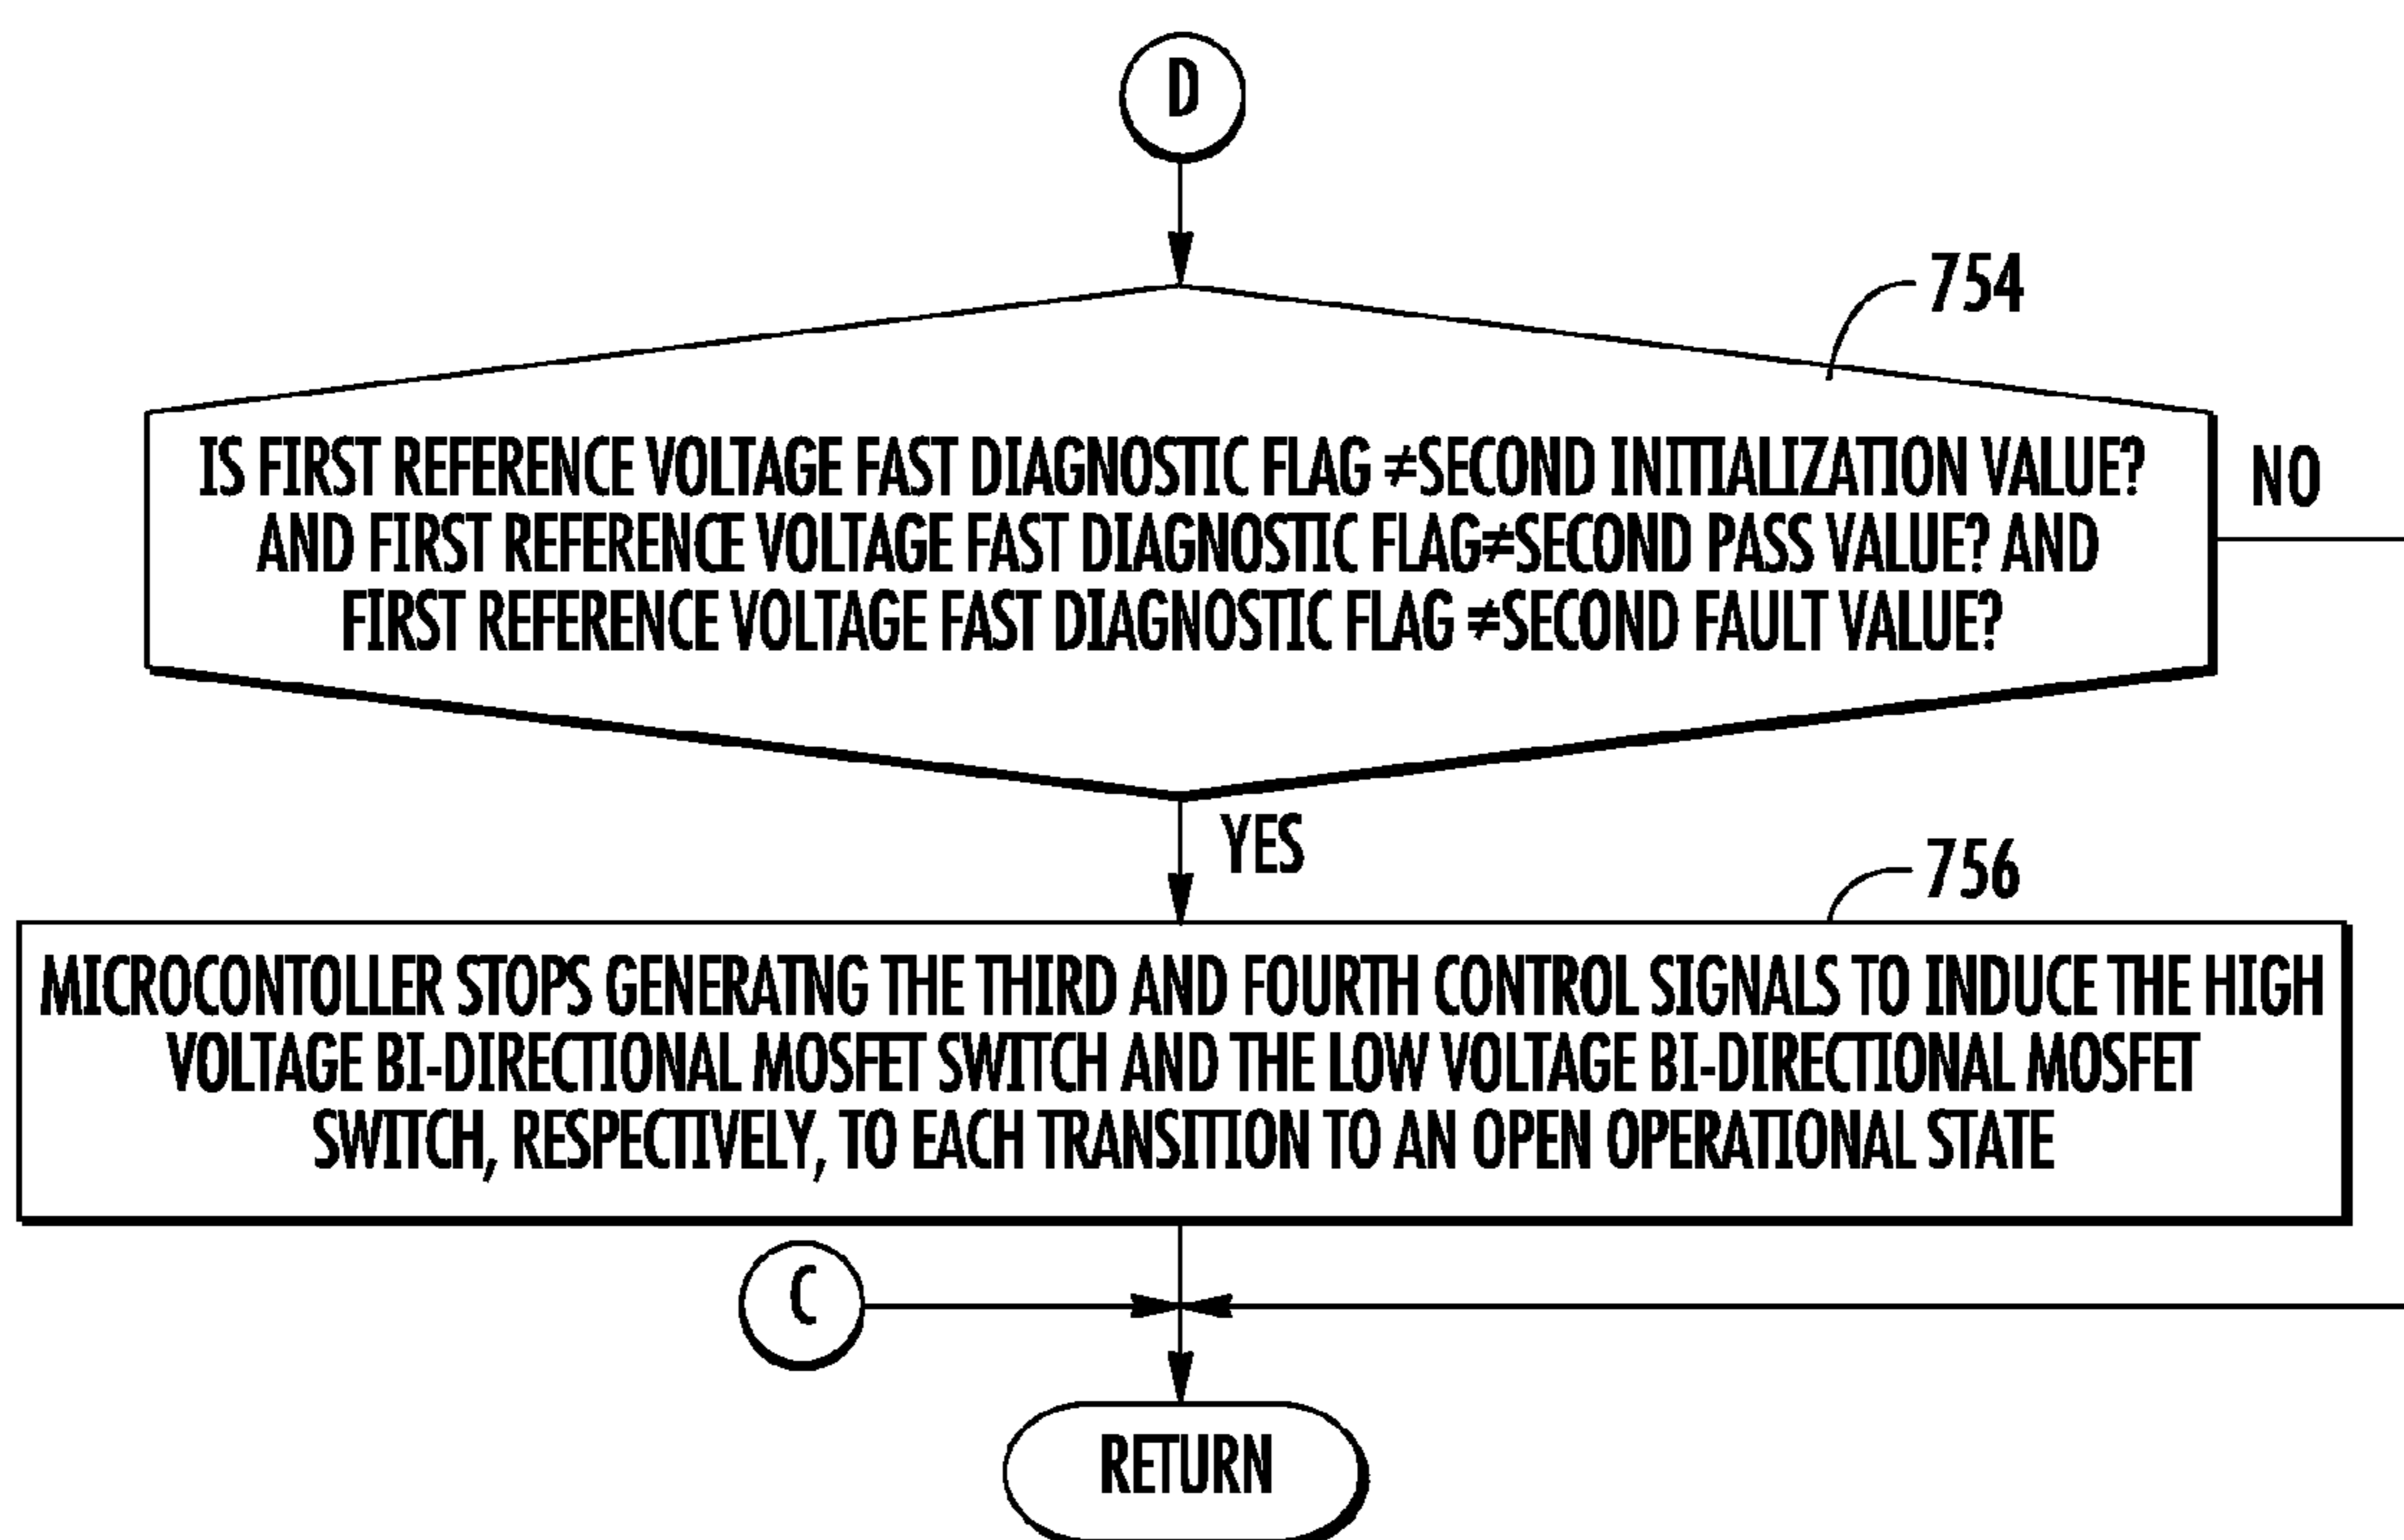 D
754
IS FIRST REFERENCE VOLTAGE FAST DIAGNOSTIC FLAG ≠SECOND INITIALIZATION VALUE?
AND FIRST REFERENCE VOLTAGE FAST DIAGNOSTIC FLAG≠SECOND PASS VALUE? AND
FIRST REFERENCE VOLTAGE FAST DIAGNOSTIC FLAG ≠SECOND FAULT VALUE?
NO
YES
756
MICROCONTOLLER STOPS GENERATNG THE THIRD AND FOURTH CONTROL SIGNALS TO INDUCE THE HIGH
VOLTAGE BI-DIRECTIONAL MOSFET SWITCH AND THE LOW VOLTAGE BI-DIRECTIONAL MOSFET
SWITCH, RESPECTIVELY, TO EACH TRANSITION TO AN OPEN OPERATIONAL STATE
C
RETURN